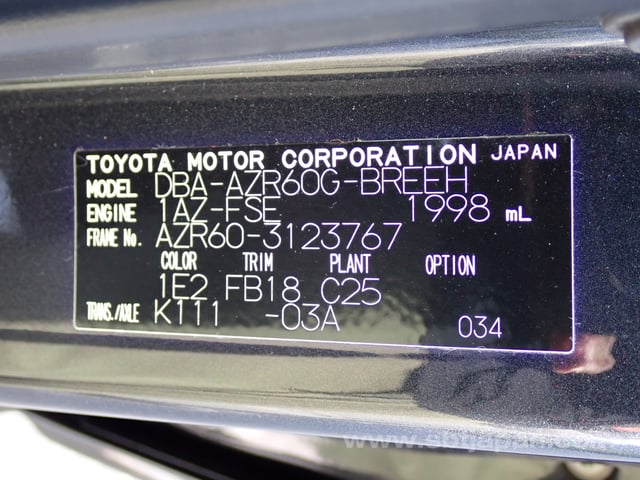 TOYOTA MOTOR CORPORATION JAPAN
MODEL DBA-AZR60G-BREEH
ENGINE 1AZ-FSE 1998 mL
FRAME No. AZR60-3123767
COLOR TRIM PLANT OPTION
1E2 FB18 C25
TRANS./AXLE K111 -03A 034